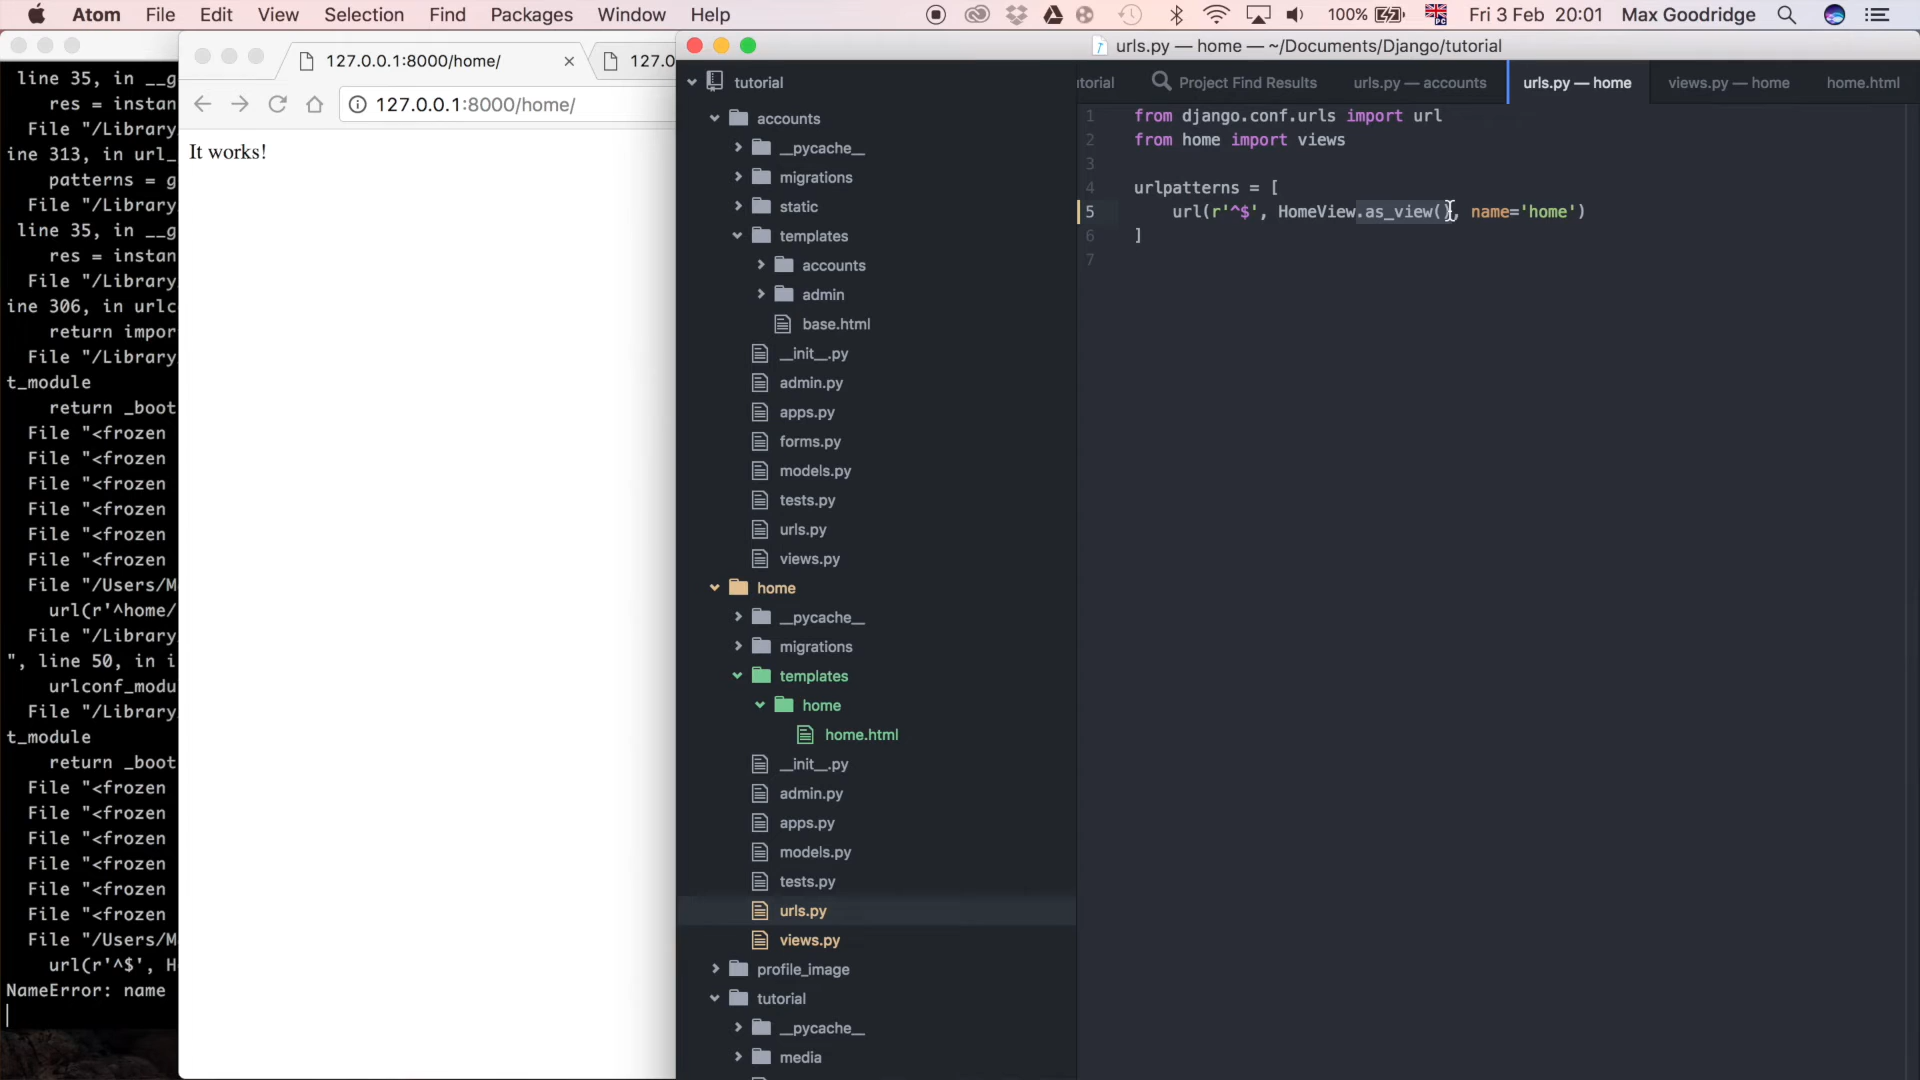 Atom File Edit View Selection Find Packages Window Help 100% Fri 3 Feb 20:01 Max Goodridge
line 35, in __g
res = instan
File "/Library
ine 313, in url_
patterns = g
File "/Library
line 35, in __g
res = instan
File "/Library
ine 306, in urlc
return impor
File "/Library
t_module
return _boot
File "<frozen
File "<frozen
File "<frozen
File "<frozen
File "<frozen
File "<frozen
File "/Users/M
url(r'^home/
File "/Library
", line 50, in i
urlconf_modu
File "/Library
t_module
return _boot
File "<frozen
File "<frozen
File "<frozen
File "<frozen
File "<frozen
File "<frozen
File "/Users/M
url(r'^$', H
NameError: name
127.0.0.1:8000/home/ × 127.0
127.0.0.1:8000/home/
It works!
urls.py — home — ~/Documents/Django/tutorial
tutorial
accounts
__pycache__
migrations
static
templates
accounts
admin
base.html
__init__.py
admin.py
apps.py
forms.py
models.py
tests.py
urls.py
views.py
home
__pycache__
migrations
templates
home
home.html
__init__.py
admin.py
apps.py
models.py
tests.py
urls.py
views.py
profile_image
tutorial
__pycache__
media
utorial Project Find Results urls.py — accounts urls.py — home views.py — home home.html
1 from django.conf.urls import url
2 from home import views
3
4 urlpatterns = [
5 url(r'^$', HomeView.as_view(), name='home')
6 ]
7